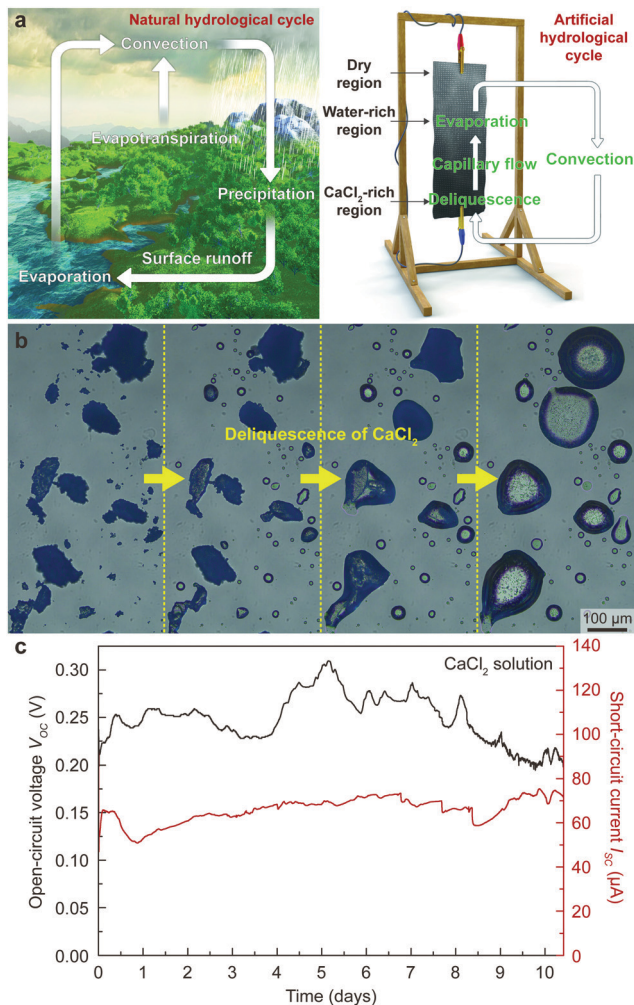 a
Natural hydrological cycle
Convection
Evapotranspiration
Precipitation
Surface runoff
Evaporation
Artificial
hydrological
cycle
Dry
region
Water-rich
region
CaCl₂-rich
region
Evaporation
Capillary flow
Deliquescence
Convection
b
Deliquescence of CaCl₂
100 µm
c
CaCl₂ solution
Open-circuit voltage V_OC (V)
0.30
0.25
0.20
0.15
0.10
0.05
0.00
Short-circuit current I_SC (µA)
140
120
100
80
60
40
20
0
0 1 2 3 4 5 6 7 8 9 10
Time (days)